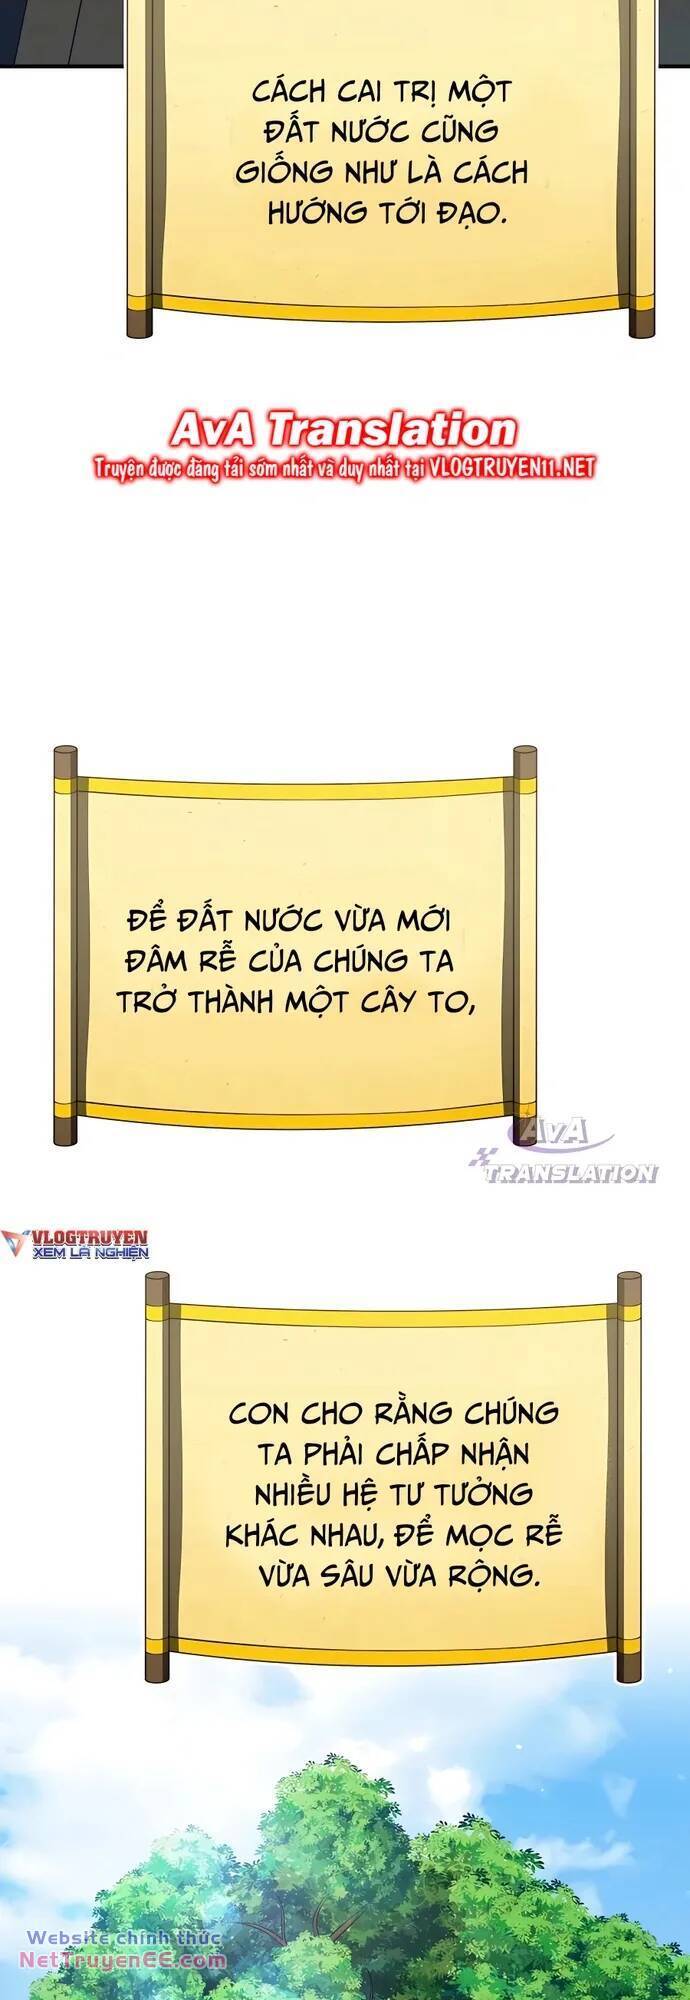 CÁCH CAI TRỊ MỘT
ĐẤT NƯỚC CŨNG
GIỐNG NHƯ LÀ CÁCH
HƯỚNG TỚI ĐẠO.
AvA Translation
Truyện được đăng tải sớm nhất và duy nhất tại VLOGTRUYEN11.NET
ĐỂ ĐẤT NƯỚC VỪA MỚI
ĐÂM RỄ CỦA CHÚNG TA
TRỞ THÀNH MỘT CÂY TO,
AvA
TRANSLATION
VLOGTRUYEN
XEM LÀ NGHIỆN
CON CHO RẰNG CHÚNG
TA PHẢI CHẤP NHẬN
NHIỀU HỆ TƯ TƯỞNG
KHÁC NHAU, ĐỂ MỌC RỄ
VỪA SÂU VỪA RỘNG.
Website chính thức
NetTruyenEE.com